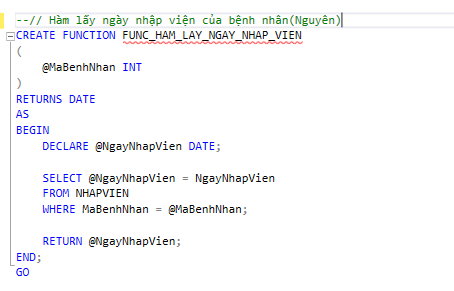 --// Hàm lấy ngày nhập viện của bệnh nhân(Nguyên)
CREATE FUNCTION FUNC_HAM_LAY_NGAY_NHAP_VIEN
(
@MaBenhNhan INT
)
RETURNS DATE
AS
BEGIN
DECLARE @NgayNhapVien DATE;
SELECT @NgayNhapVien = NgayNhapVien
FROM NHAPVIEN
WHERE MaBenhNhan = @MaBenhNhan;
RETURN @NgayNhapVien;
END;
GO